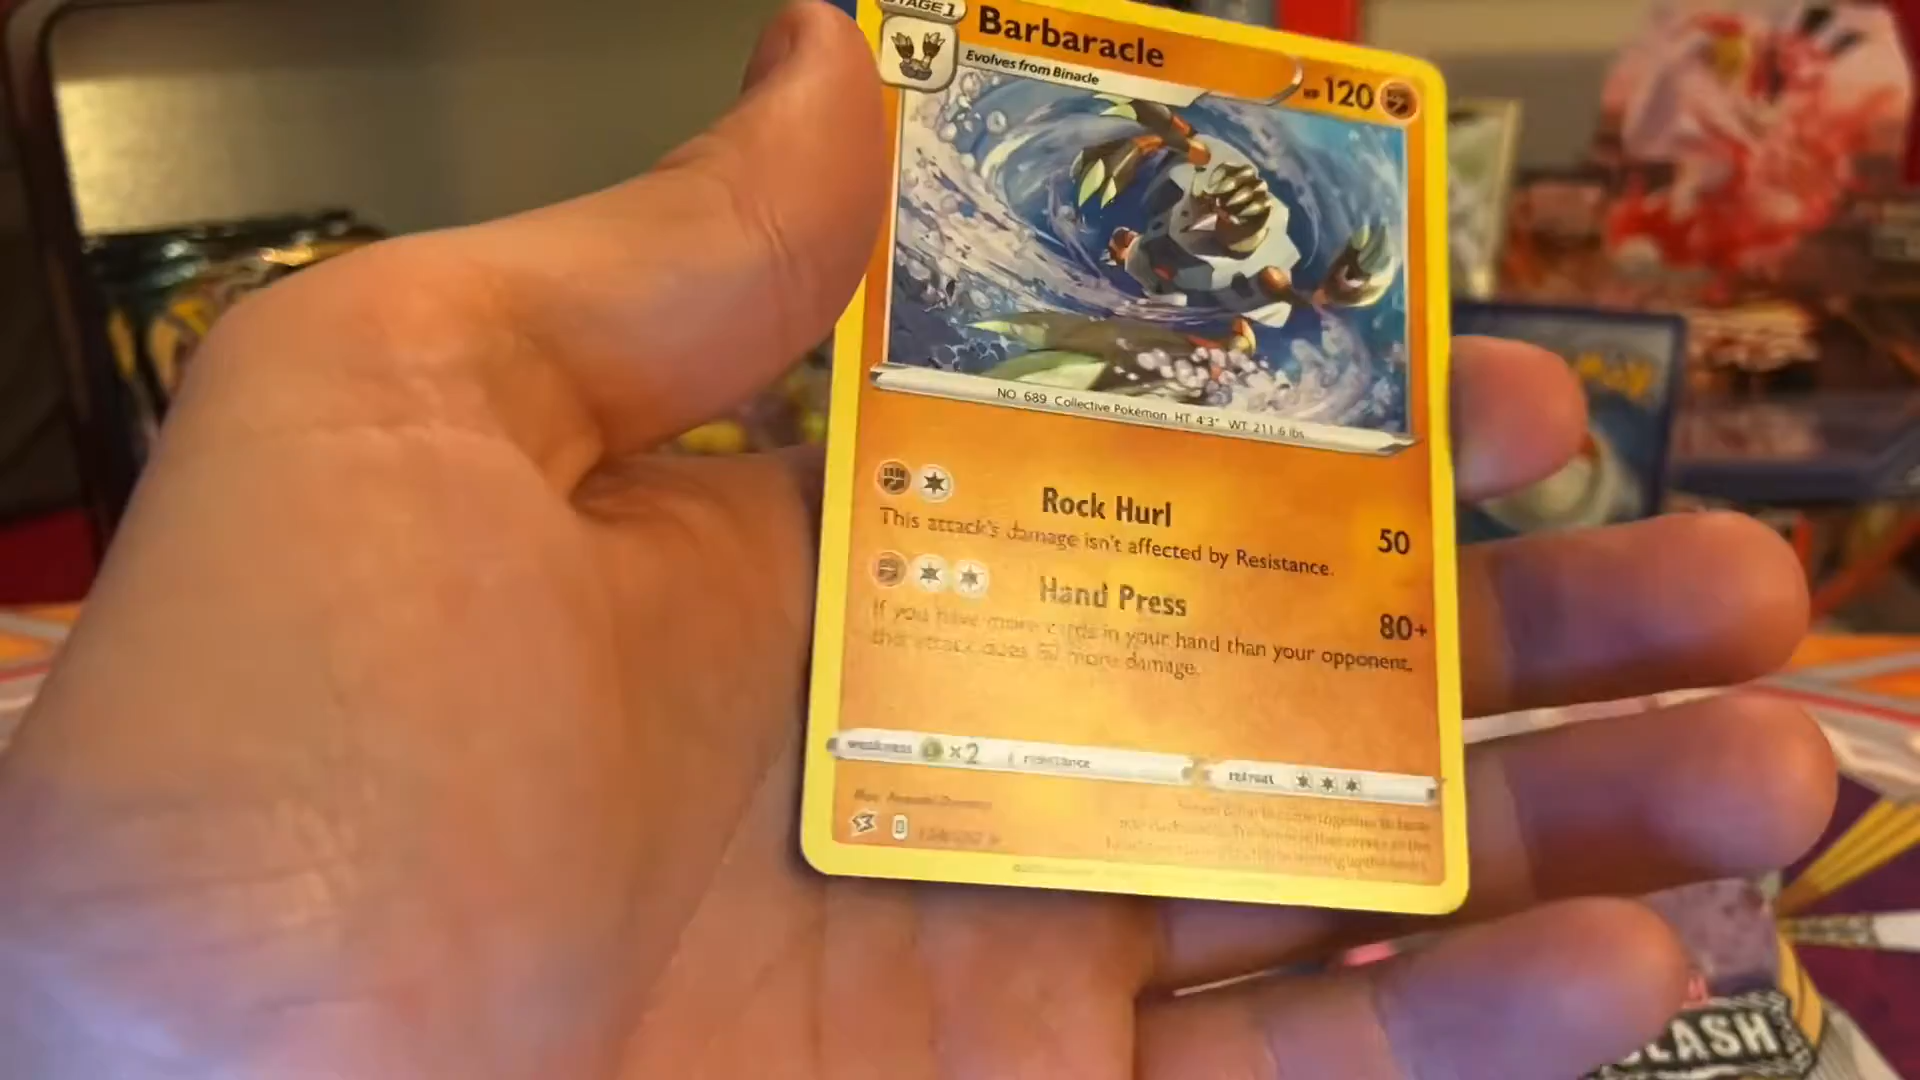 STAGE 1
Barbaracle
Evolves from Binacle
HP 120
NO. 689 Collective Pokémon HT 4'3" WT 211.6 lbs
Rock Hurl
50
This attack's damage isn't affected by Resistance.
Hand Press
80+
If you have more cards in your hand than your opponent,
this attack does more damage.
weakness ×2
resistance
retreat
LASH